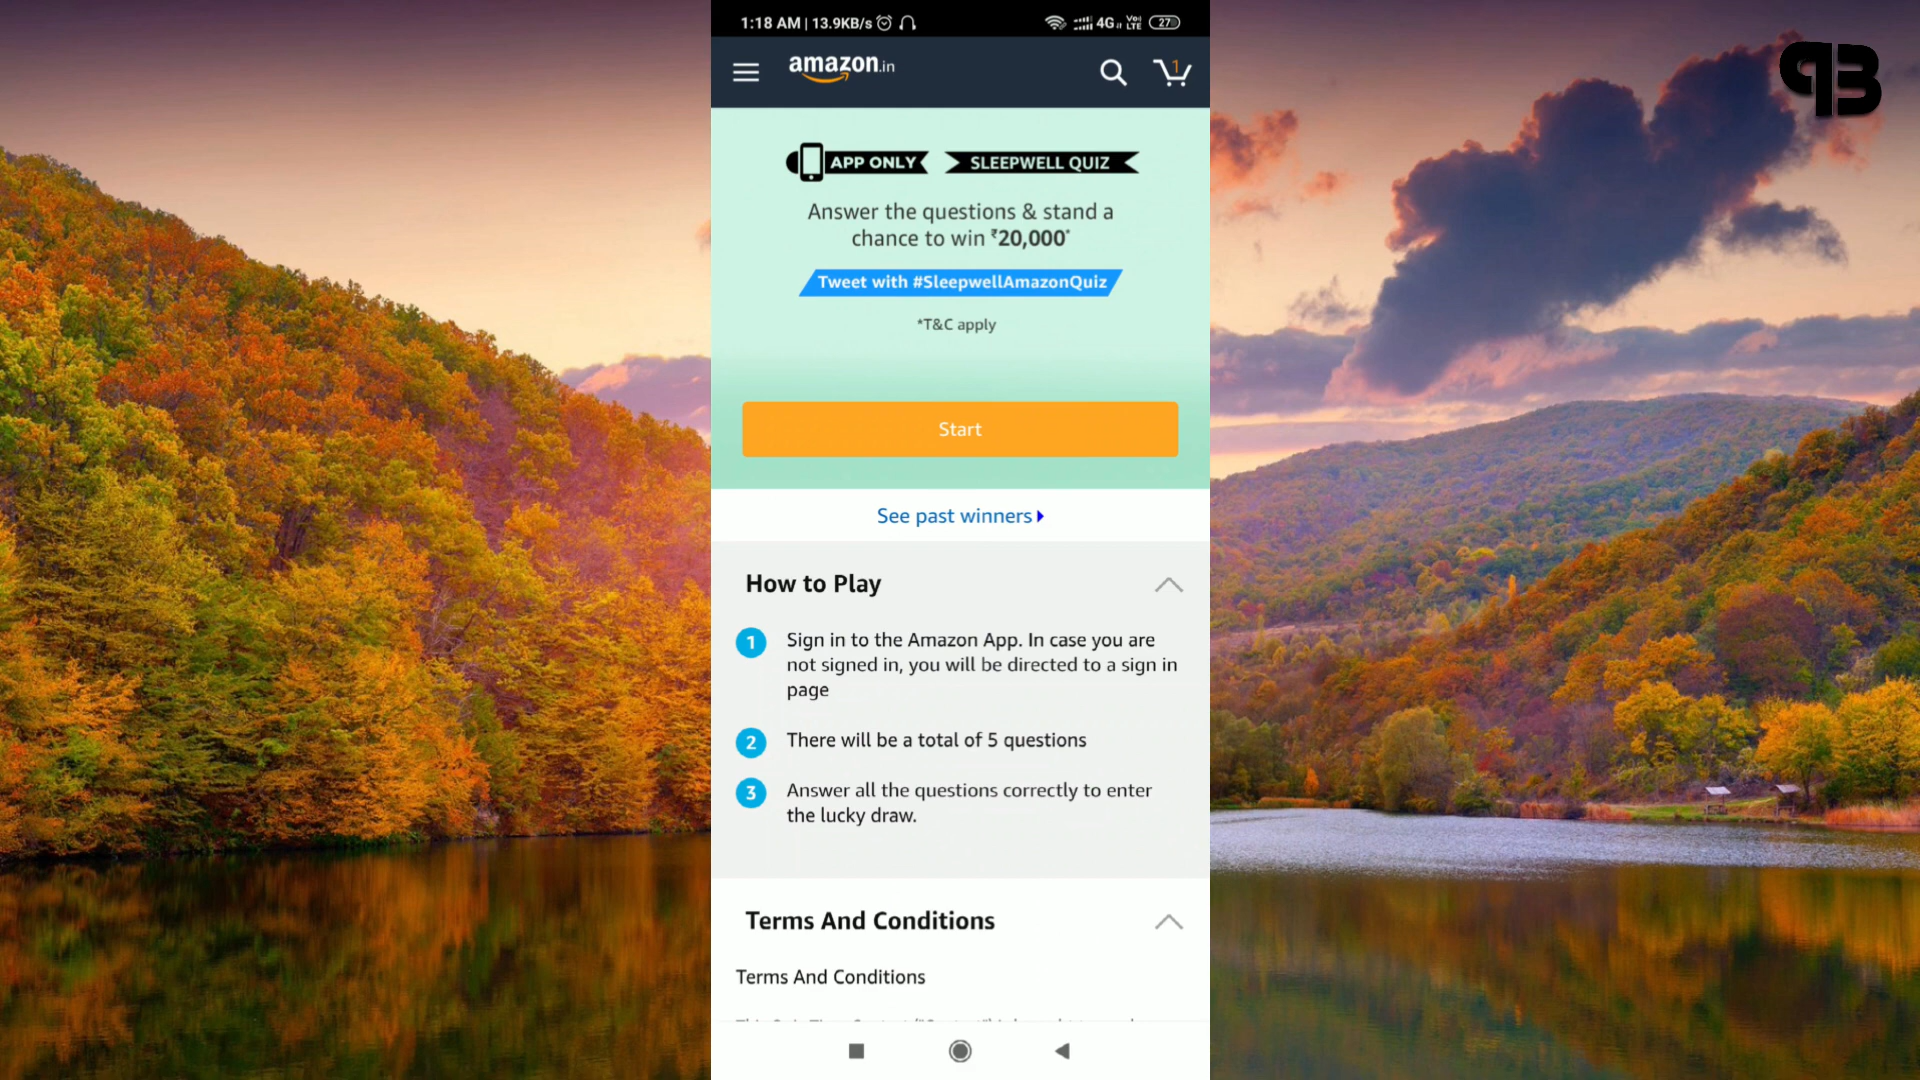 1:18 AM | 13.9KB/s 4G Vo) LTE 27
amazon.in
1
APP ONLY SLEEPWELL QUIZ
Answer the questions & stand a
chance to win ₹20,000*
Tweet with #SleepwellAmazonQuiz
*T&C apply
Start
See past winners
How to Play
1 Sign in to the Amazon App. In case you are
not signed in, you will be directed to a sign in
page
2 There will be a total of 5 questions
3 Answer all the questions correctly to enter
the lucky draw.
Terms And Conditions
Terms And Conditions